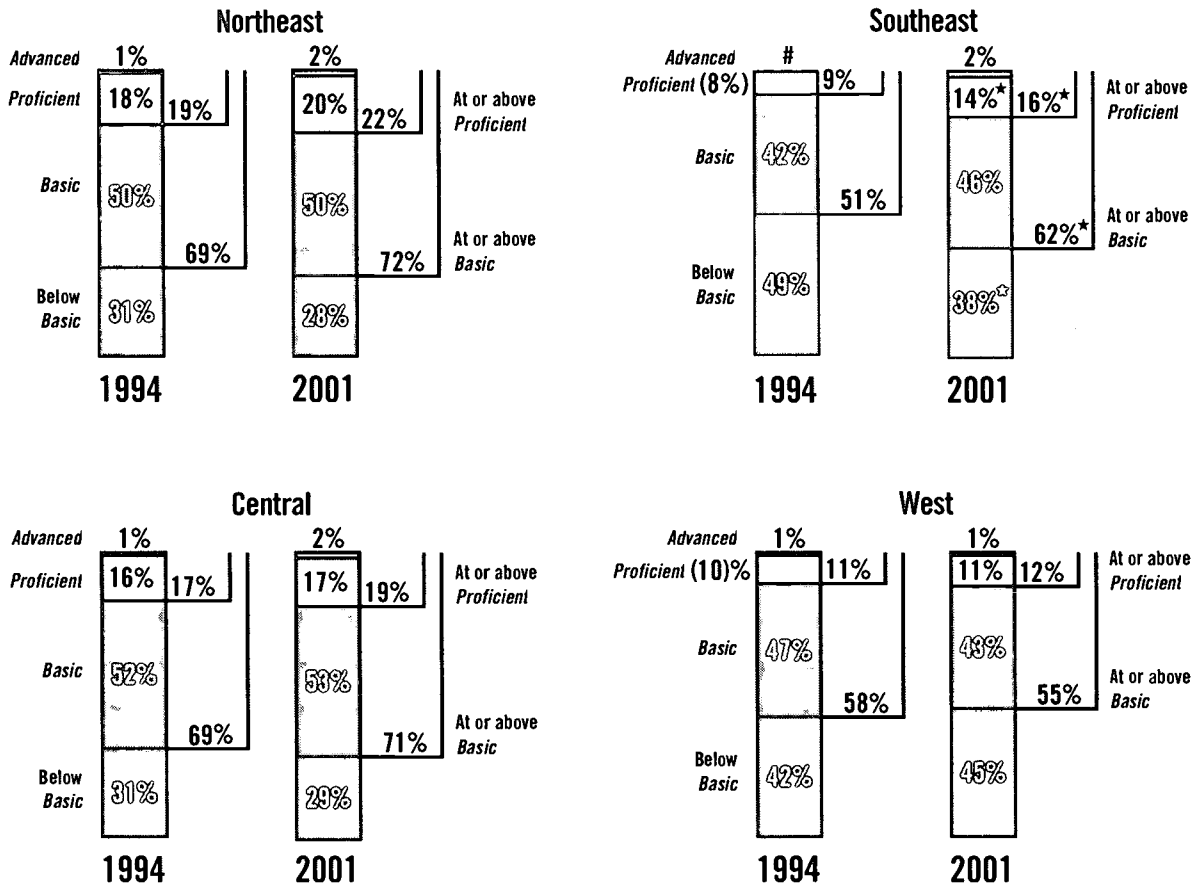 Northeast
Advanced 1% 2%
Proficient 18% 19% 20% 22% At or above
Proficient
Basic 50% 50%
69% 72% At or above
Basic
Below
Basic 31% 28%
1994 2001
Southeast
Advanced # 2%
Proficient (8%) 9% 14%★ 16%★ At or above
Proficient
Basic 42% 46%
51% 62%★ At or above
Basic
Below
Basic 49% 38%☆
1994 2001
Central
Advanced 1% 2%
Proficient 16% 17% 17% 19% At or above
Proficient
Basic 52% 53%
69% 71% At or above
Basic
Below
Basic 31% 29%
1994 2001
West
Advanced 1% 1%
Proficient (10)% 11% 11% 12% At or above
Proficient
Basic 47% 43%
58% 55% At or above
Basic
Below
Basic 42% 45%
1994 2001